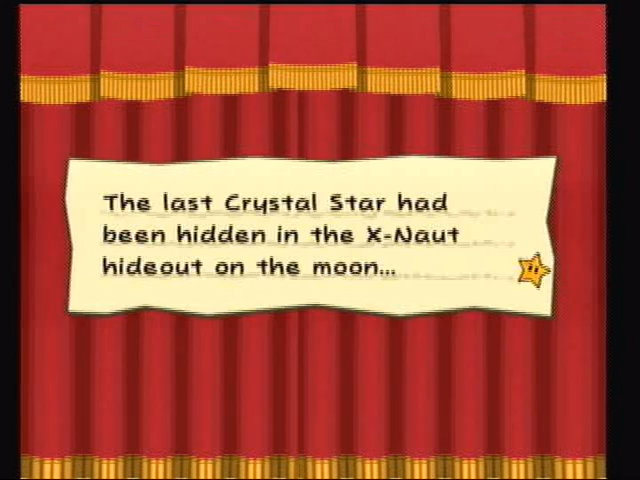 The last Crystal Star had
been hidden in the X-Naut
hideout on the moon...